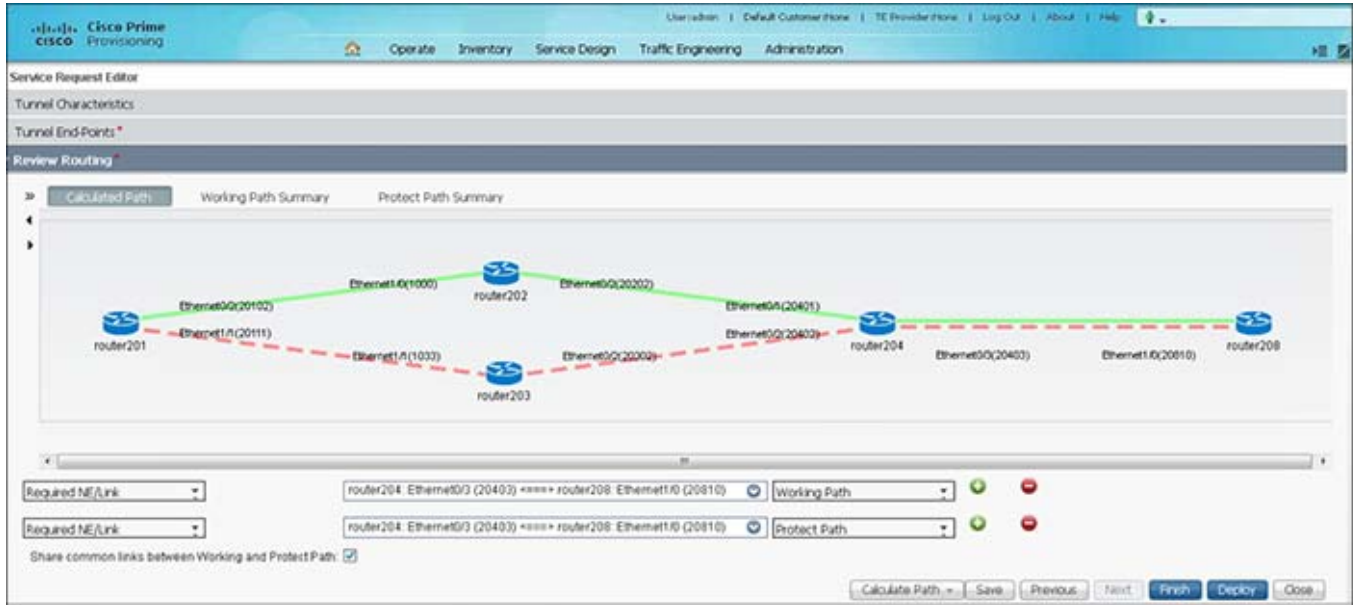 User:admin | Default Customer:None | TE Provider:None | Log Out | About | Help
Cisco Prime
CISCO Provisioning
Operate Inventory Service Design Traffic Engineering Administration
Service Request Editor
Tunnel Characteristics
Tunnel End-Points*
Review Routing*
Calculated Path Working Path Summary Protect Path Summary
Ethernet1/0(1000)
router202
Ethernet0/2(20202)
Ethernet0/2(20102)
Ethernet0/1(20401)
router201
Ethernet1/1(20111)
Ethernet0/2(20402)
router204
router208
Ethernet1/1(1033)
Ethernet0/2(20302)
Ethernet0/3(20403)
Ethernet1/0(20810)
router203
Required NE/Link router204: Ethernet0/3 (20403) <===> router208: Ethernet1/0 (20810) Working Path
Required NE/Link router204: Ethernet0/3 (20403) <===> router208: Ethernet1/0 (20810) Protect Path
Share common links between Working and Protect Path:
Calculate Path Save Previous Next Finish Deploy Close